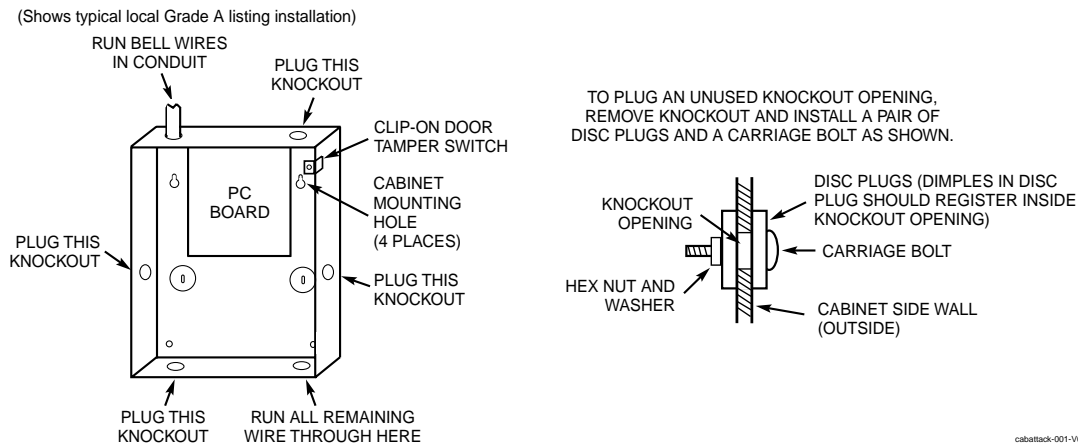 (Shows typical local Grade A listing installation)
RUN BELL WIRES
IN CONDUIT
PLUG THIS
KNOCKOUT
CLIP-ON DOOR
TAMPER SWITCH
PC
BOARD
CABINET
MOUNTING
HOLE
(4 PLACES)
PLUG THIS
KNOCKOUT
PLUG THIS
KNOCKOUT
PLUG THIS
KNOCKOUT
RUN ALL REMAINING
WIRE THROUGH HERE
TO PLUG AN UNUSED KNOCKOUT OPENING,
REMOVE KNOCKOUT AND INSTALL A PAIR OF
DISC PLUGS AND A CARRIAGE BOLT AS SHOWN.
KNOCKOUT
OPENING
DISC PLUGS (DIMPLES IN DISC
PLUG SHOULD REGISTER INSIDE
KNOCKOUT OPENING)
CARRIAGE BOLT
HEX NUT AND
WASHER
CABINET SIDE WALL
(OUTSIDE)